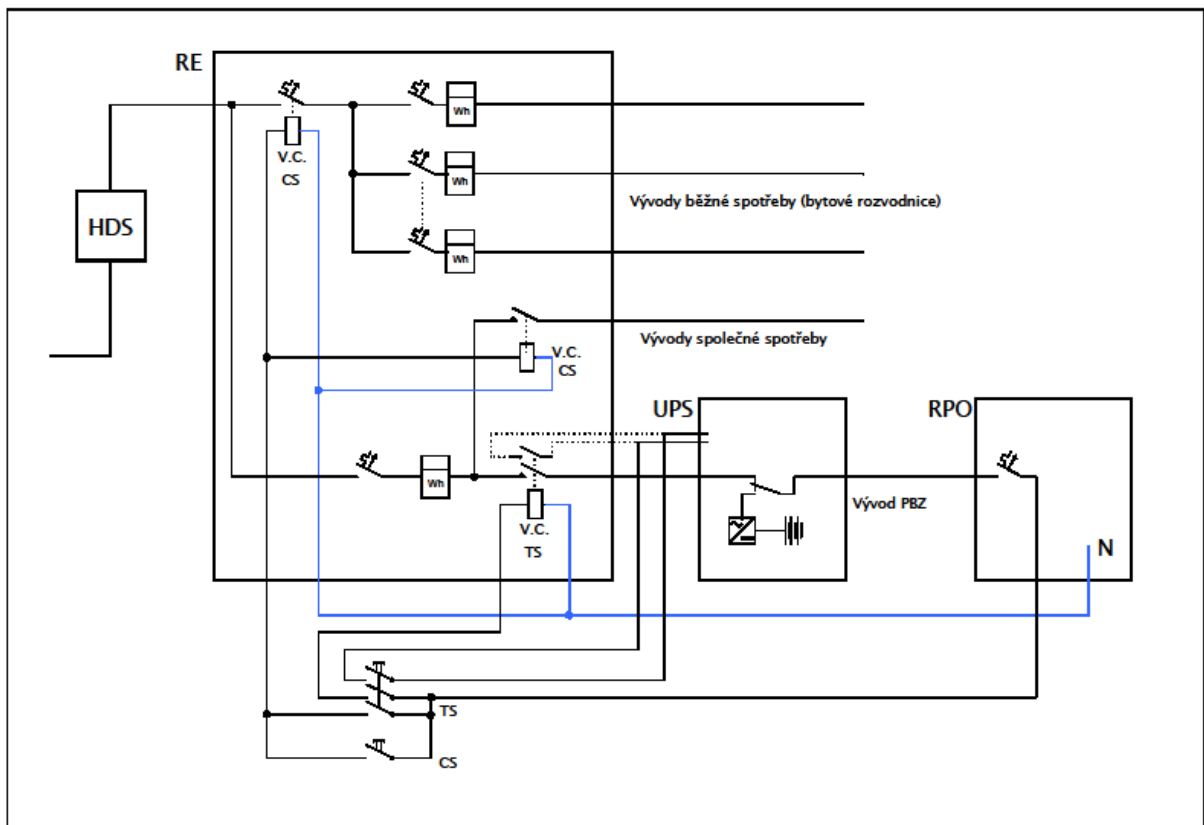 RE
Wh
V.C.
CS
Wh
HDS
Vývody běžné spotřeby (bytové rozvodnice)
Wh
Vývody společné spotřeby
V.C.
CS
UPS
RPO
Wh
Vývod PBZ
V.C.
TS
N
TS
CS